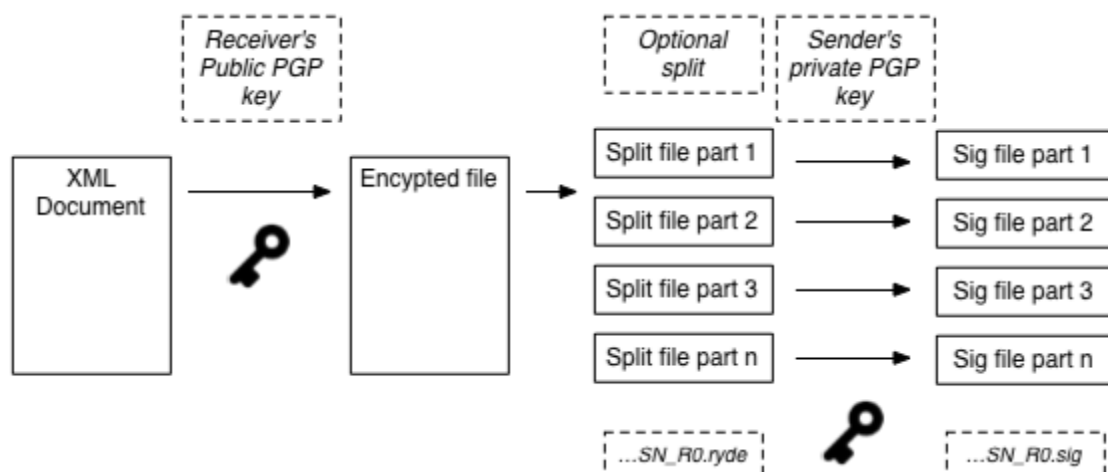 Receiver's
Public PGP
key
Optional
split
Sender's
private PGP
key
XML
Document
Encypted file
Split file part 1
Sig file part 1
Split file part 2
Sig file part 2
Split file part 3
Sig file part 3
Split file part n
Sig file part n
...SN_R0.ryde
...SN_R0.sig